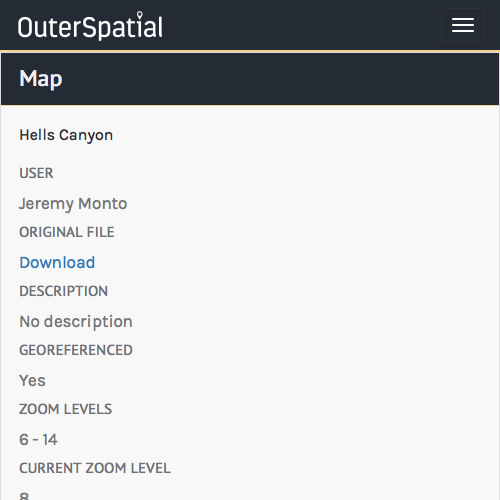 OuterSpatial
Map
Hells Canyon
USER
Jeremy Monto
ORIGINAL FILE
Download
DESCRIPTION
No description
GEOREFERENCED
Yes
ZOOM LEVELS
6 - 14
CURRENT ZOOM LEVEL
8